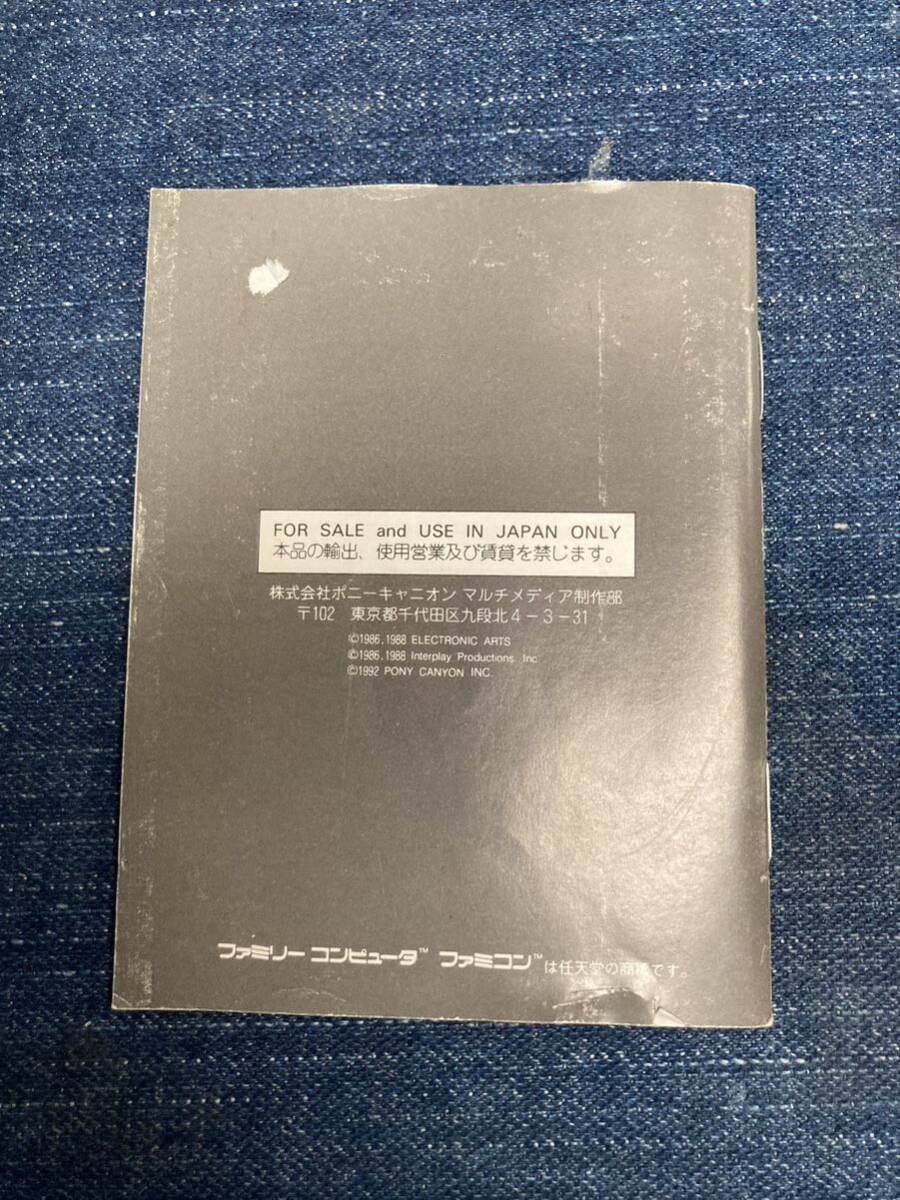 FOR SALE and USE IN JAPAN ONLY
本品の輸出、使用営業及び賃貸を禁じます。
株式会社ポニーキャニオン マルチメディア制作部
〒102 東京都千代田区九段北4-3-31
©1986,1988 ELECTRONIC ARTS
©1986,1988 Interplay Productions. Inc
©1992 PONY CANYON INC.
ファミリーコンピュータ™ ファミコン™は任天堂の商標です。